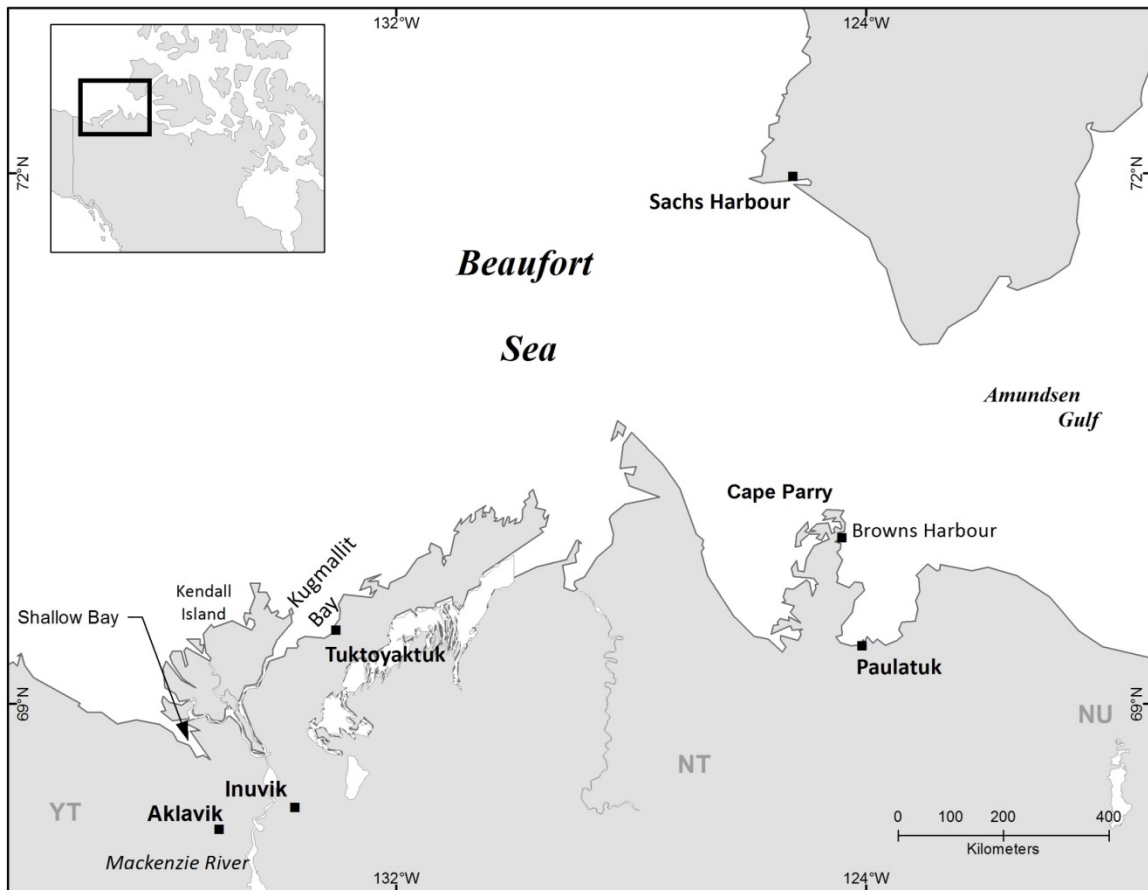 132°W
124°W
72°N
72°N
Sachs Harbour
Beaufort
Sea
Amundsen
Gulf
Cape Parry
Browns Harbour
Kendall
Island
Kugmallit
Bay
Shallow Bay
Tuktoyaktuk
Paulatuk
69°N
69°N
NU
NT
YT
Inuvik
Aklavik
Mackenzie River
0 100 200 300 400
Kilometers
132°W
124°W